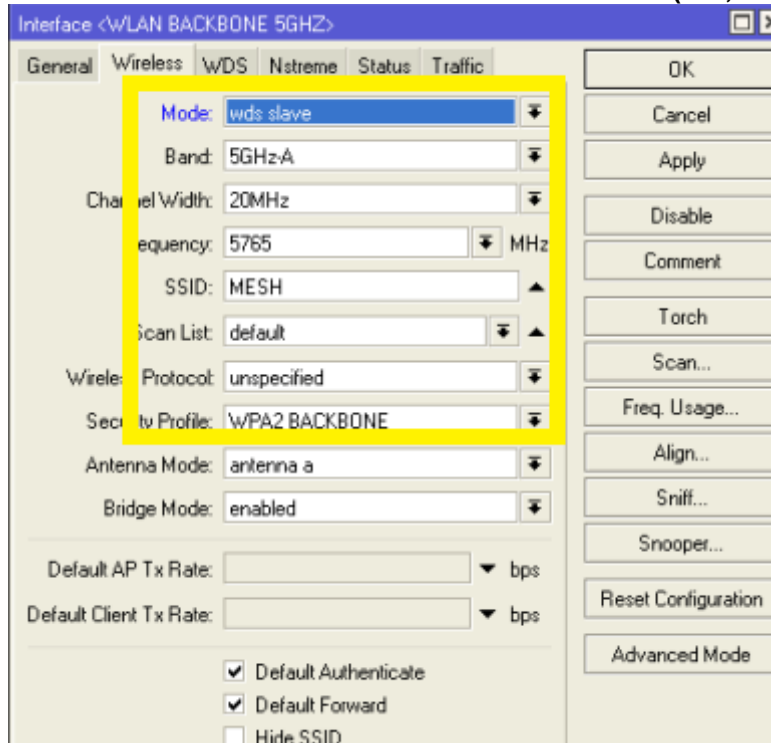 Interface <WLAN BACKBONE 5GHZ>
General Wireless WDS Nstreme Status Traffic
Mode: wds slave
Band: 5GHz-A
Channel Width: 20MHz
equency: 5765 MHz
SSID: MESH
Scan List: default
Wireless Protocol: unspecified
Security Profile: WPA2 BACKBONE
Antenna Mode: antenna a
Bridge Mode: enabled
Default AP Tx Rate: bps
Default Client Tx Rate: bps
Default Authenticate
Default Forward
Hide SSID
OK
Cancel
Apply
Disable
Comment
Torch
Scan...
Freq. Usage...
Align...
Sniff...
Snooper...
Reset Configuration
Advanced Mode